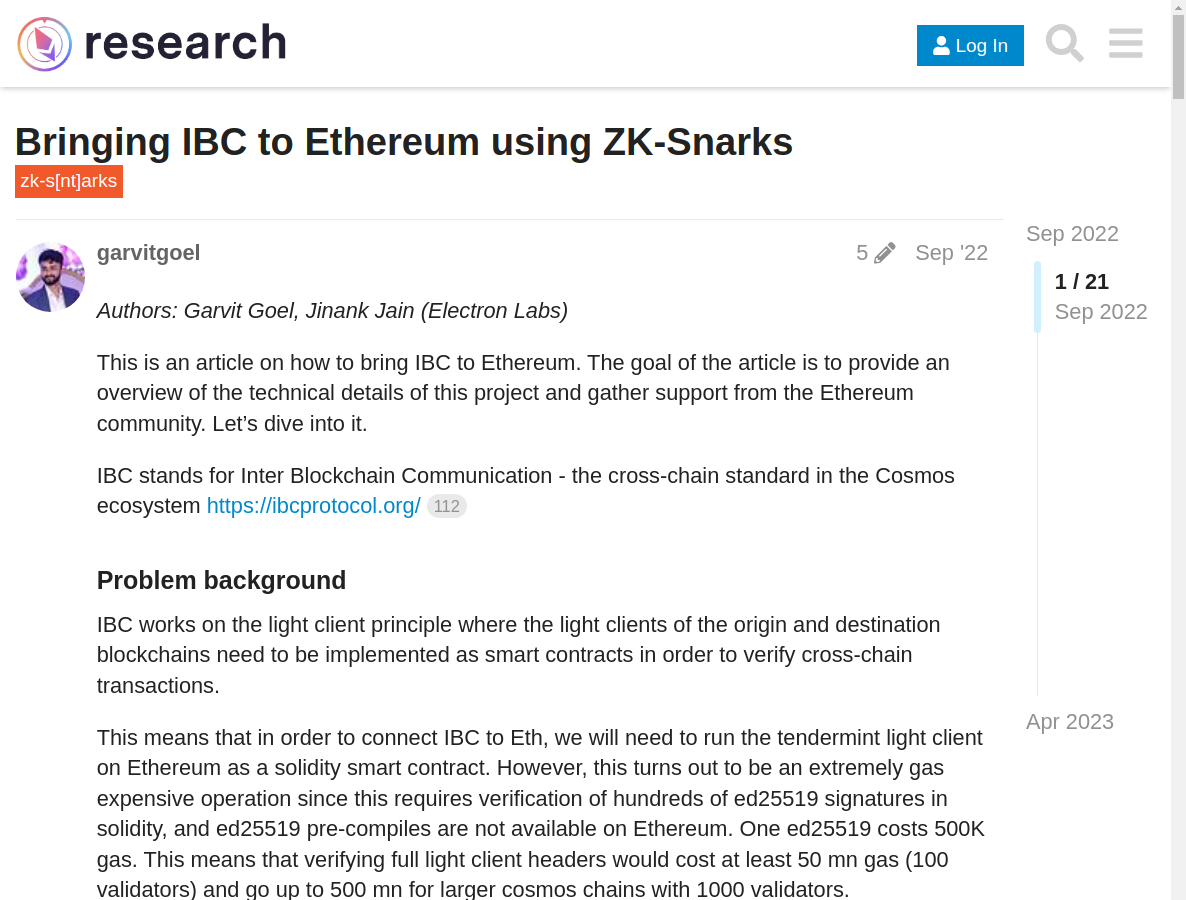 research
Log In
Bringing IBC to Ethereum using ZK-Snarks
zk-s[nt]arks
garvitgoel
5
Sep '22
Sep 2022
1 / 21
Sep 2022
Apr 2023
Authors: Garvit Goel, Jinank Jain (Electron Labs)
This is an article on how to bring IBC to Ethereum. The goal of the article is to provide an
overview of the technical details of this project and gather support from the Ethereum
community. Let’s dive into it.
IBC stands for Inter Blockchain Communication - the cross-chain standard in the Cosmos
ecosystem https://ibcprotocol.org/ 112
Problem background
IBC works on the light client principle where the light clients of the origin and destination
blockchains need to be implemented as smart contracts in order to verify cross-chain
transactions.
This means that in order to connect IBC to Eth, we will need to run the tendermint light client
on Ethereum as a solidity smart contract. However, this turns out to be an extremely gas
expensive operation since this requires verification of hundreds of ed25519 signatures in
solidity, and ed25519 pre-compiles are not available on Ethereum. One ed25519 costs 500K
gas. This means that verifying full light client headers would cost at least 50 mn gas (100
validators) and go up to 500 mn for larger cosmos chains with 1000 validators.